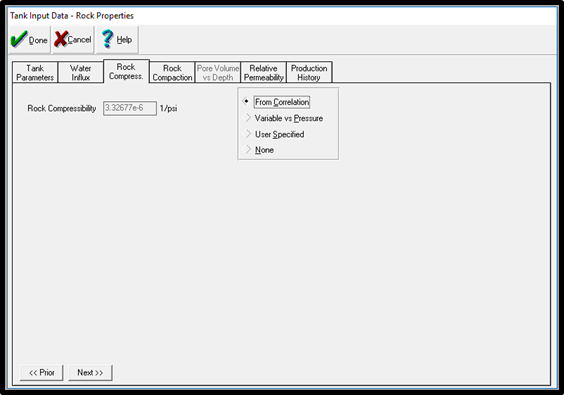 Tank Input Data - Rock Properties
Done Cancel Help
Tank Parameters
Water Influx
Rock Compress.
Rock Compaction
Pore Volume vs Depth
Relative Permeability
Production History
Rock Compressibility 3.32677e-6 1/psi
From Correlation
Variable vs Pressure
User Specified
None
<< Prior Next >>